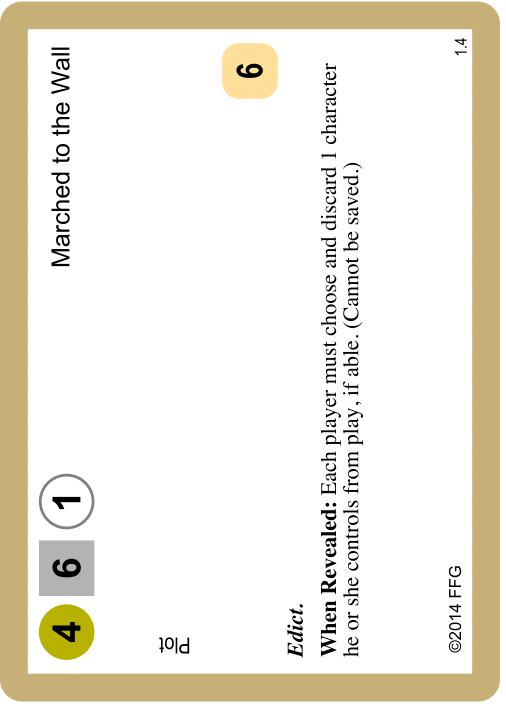 4 6 1 Marched to the Wall
Plot
6
Edict.
When Revealed: Each player must choose and discard 1 character
he or she controls from play, if able. (Cannot be saved.)
©2014 FFG 1.4